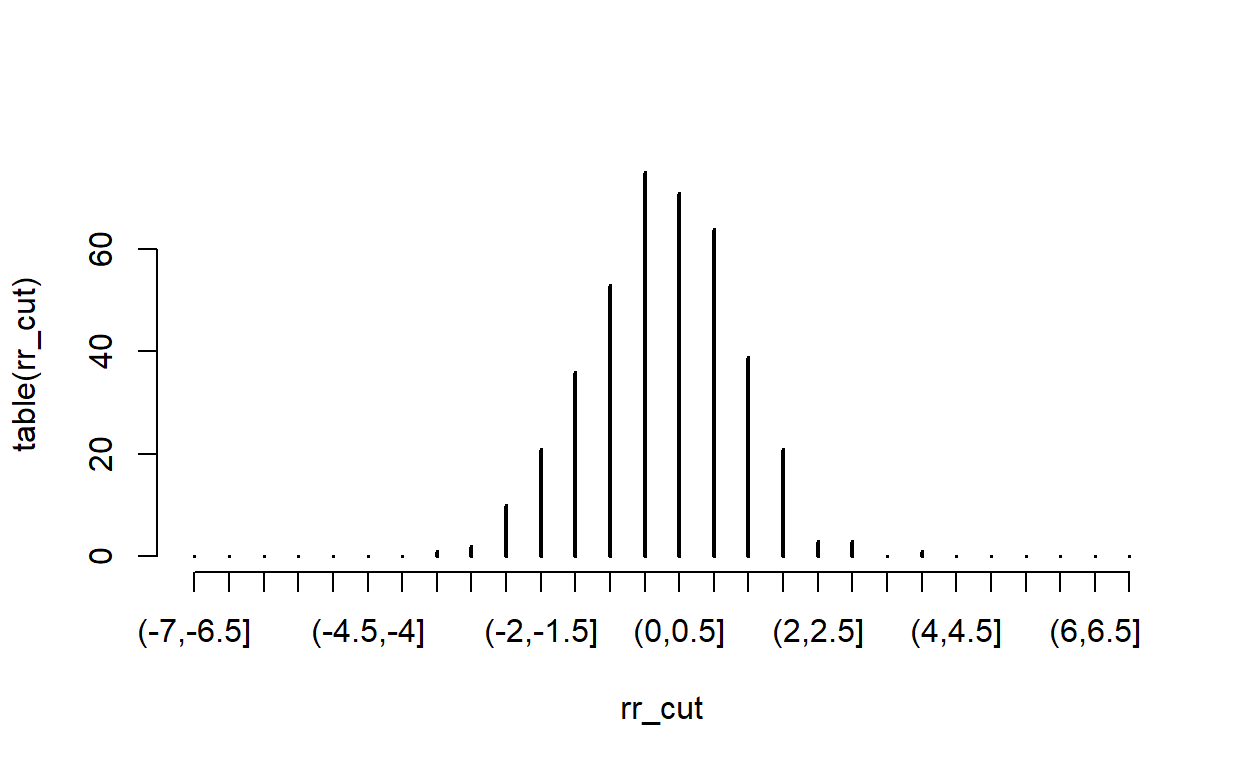 table(rr_cut)
60
40
20
0
(-7,-6.5] (-4.5,-4] (-2,-1.5] (0,0.5] (2,2.5] (4,4.5] (6,6.5]
rr_cut